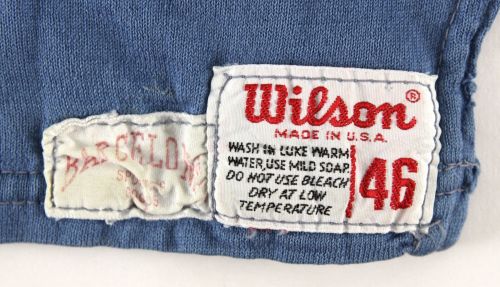 BARCELONA
Wilson®
MADE IN U.S.A.
WASH IN LUKE WARM
WATER, USE MILD SOAP.
DO NOT USE BLEACH
DRY AT LOW
TEMPERATURE
46